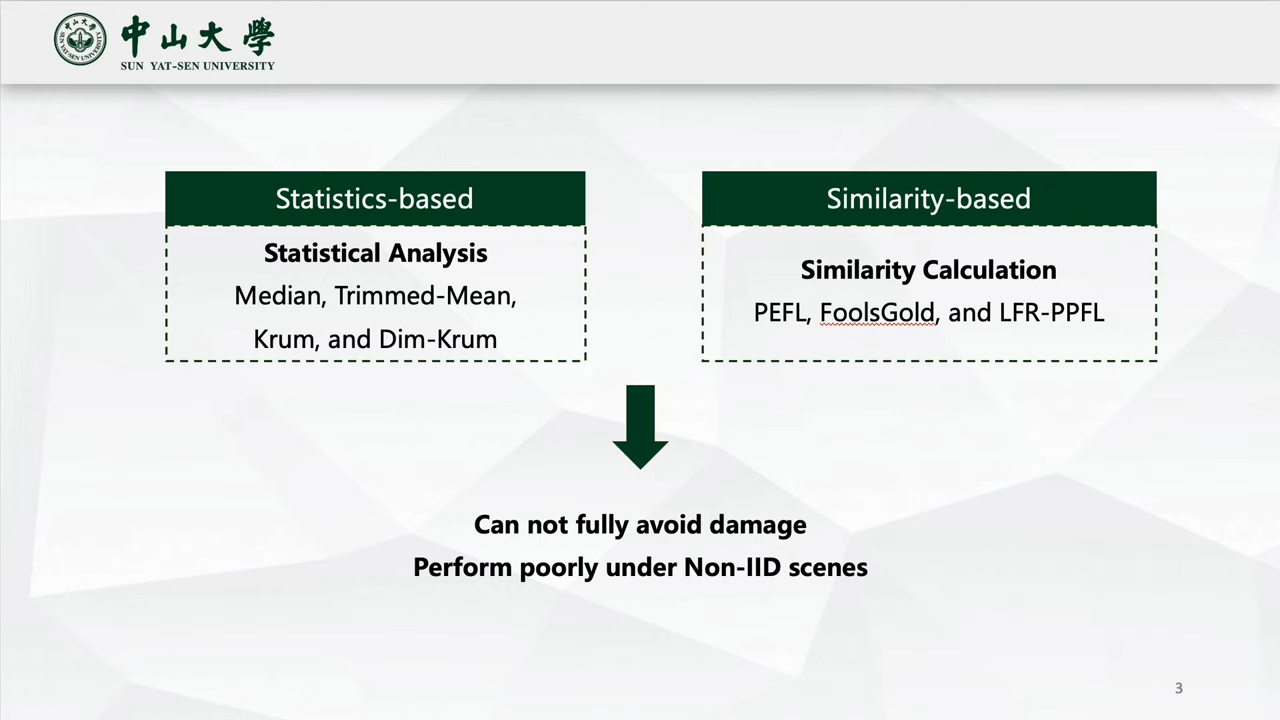 中山大學
SUN YAT-SEN UNIVERSITY
Statistics-based
Statistical Analysis
Median, Trimmed-Mean,
Krum, and Dim-Krum
Similarity-based
Similarity Calculation
PEFL, FoolsGold, and LFR-PPFL
Can not fully avoid damage
Perform poorly under Non-IID scenes
3